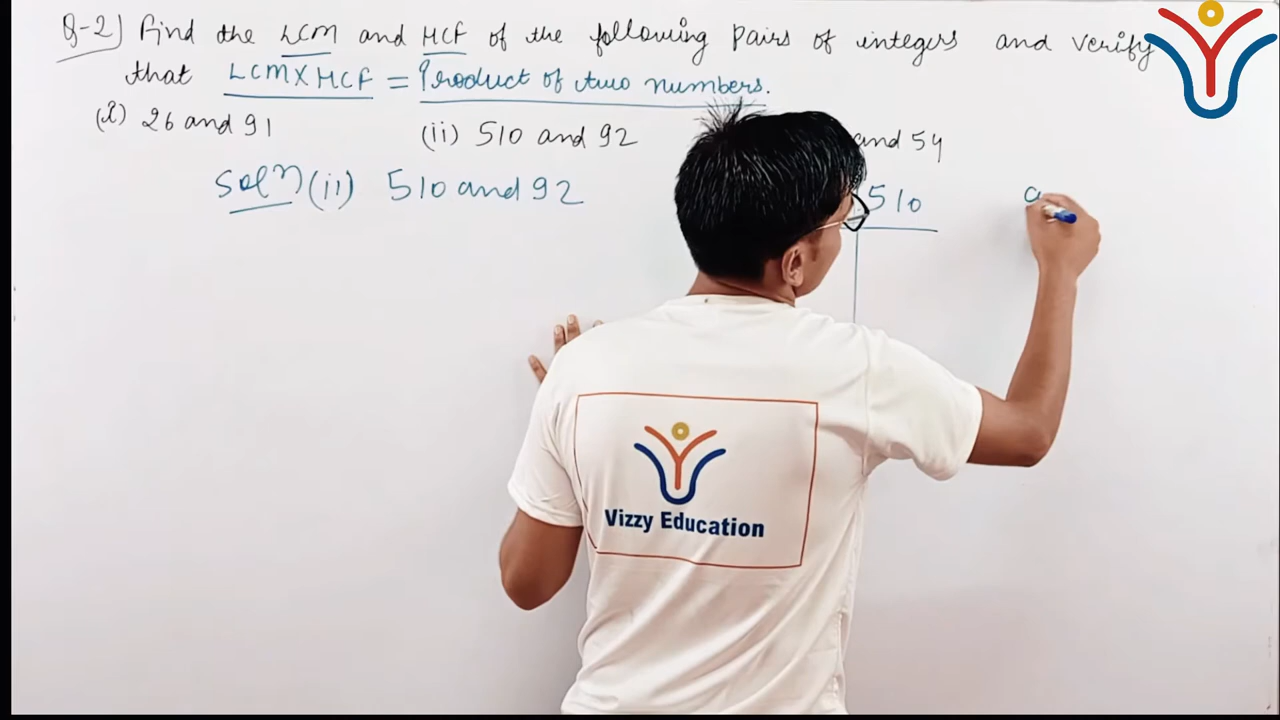 Q-2) Find the LCM and HCF of the following pairs of integers and verify
that LCM X HCF = Product of two numbers.
(i) 26 and 91 (ii) 510 and 92 and 54
Solⁿ (ii) 510 and 92 510
Vizzy Education